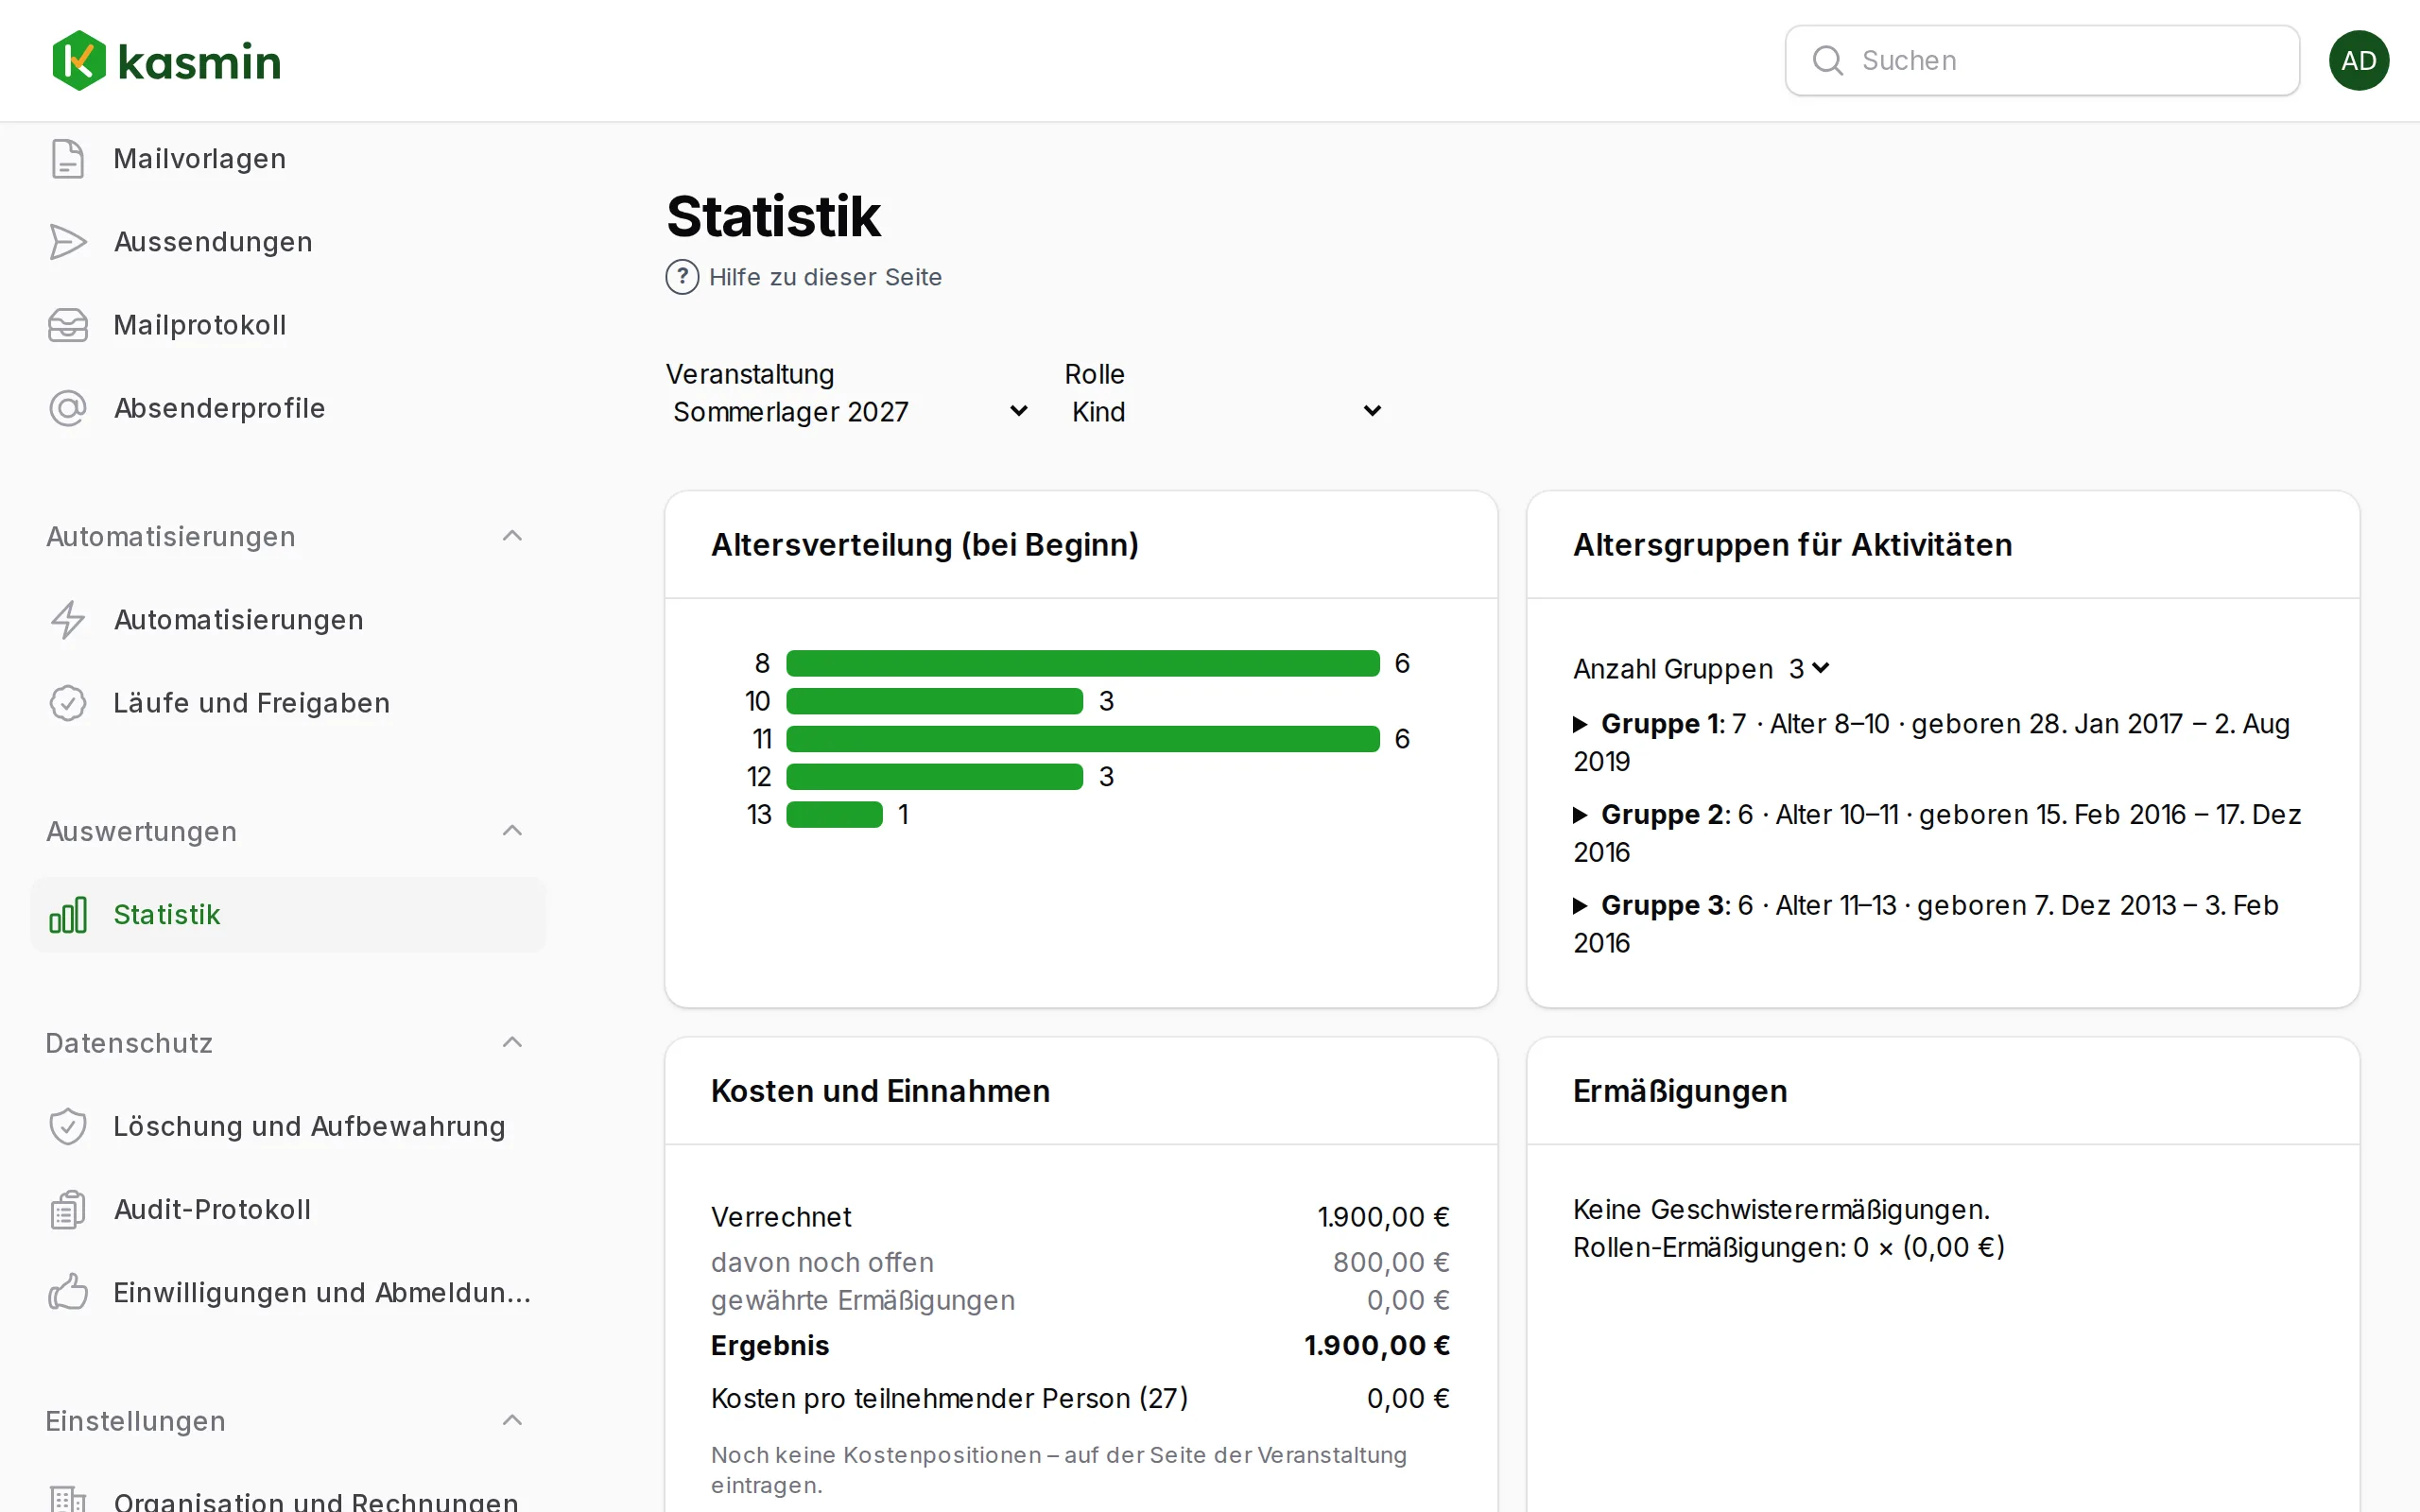 kasmin
Suchen
AD
Mailvorlagen
Aussendungen
Mailprotokoll
Absenderprofile
Automatisierungen
Automatisierungen
Läufe und Freigaben
Auswertungen
Statistik
Datenschutz
Löschung und Aufbewahrung
Audit-Protokoll
Einwilligungen und Abmeldun...
Einstellungen
Organisation und Rechnungen
Statistik
? Hilfe zu dieser Seite
Veranstaltung
Sommerlager 2027
Rolle
Kind
Altersverteilung (bei Beginn)
8 6
10 3
11 6
12 3
13 1
Altersgruppen für Aktivitäten
Anzahl Gruppen 3
Gruppe 1: 7 · Alter 8–10 · geboren 28. Jan 2017 – 2. Aug
2019
Gruppe 2: 6 · Alter 10–11 · geboren 15. Feb 2016 – 17. Dez
2016
Gruppe 3: 6 · Alter 11–13 · geboren 7. Dez 2013 – 3. Feb
2016
Kosten und Einnahmen
Verrechnet 1.900,00 €
davon noch offen 800,00 €
gewährte Ermäßigungen 0,00 €
Ergebnis 1.900,00 €
Kosten pro teilnehmender Person (27) 0,00 €
Noch keine Kostenpositionen – auf der Seite der Veranstaltung
eintragen.
Ermäßigungen
Keine Geschwisterermäßigungen.
Rollen-Ermäßigungen: 0 × (0,00 €)